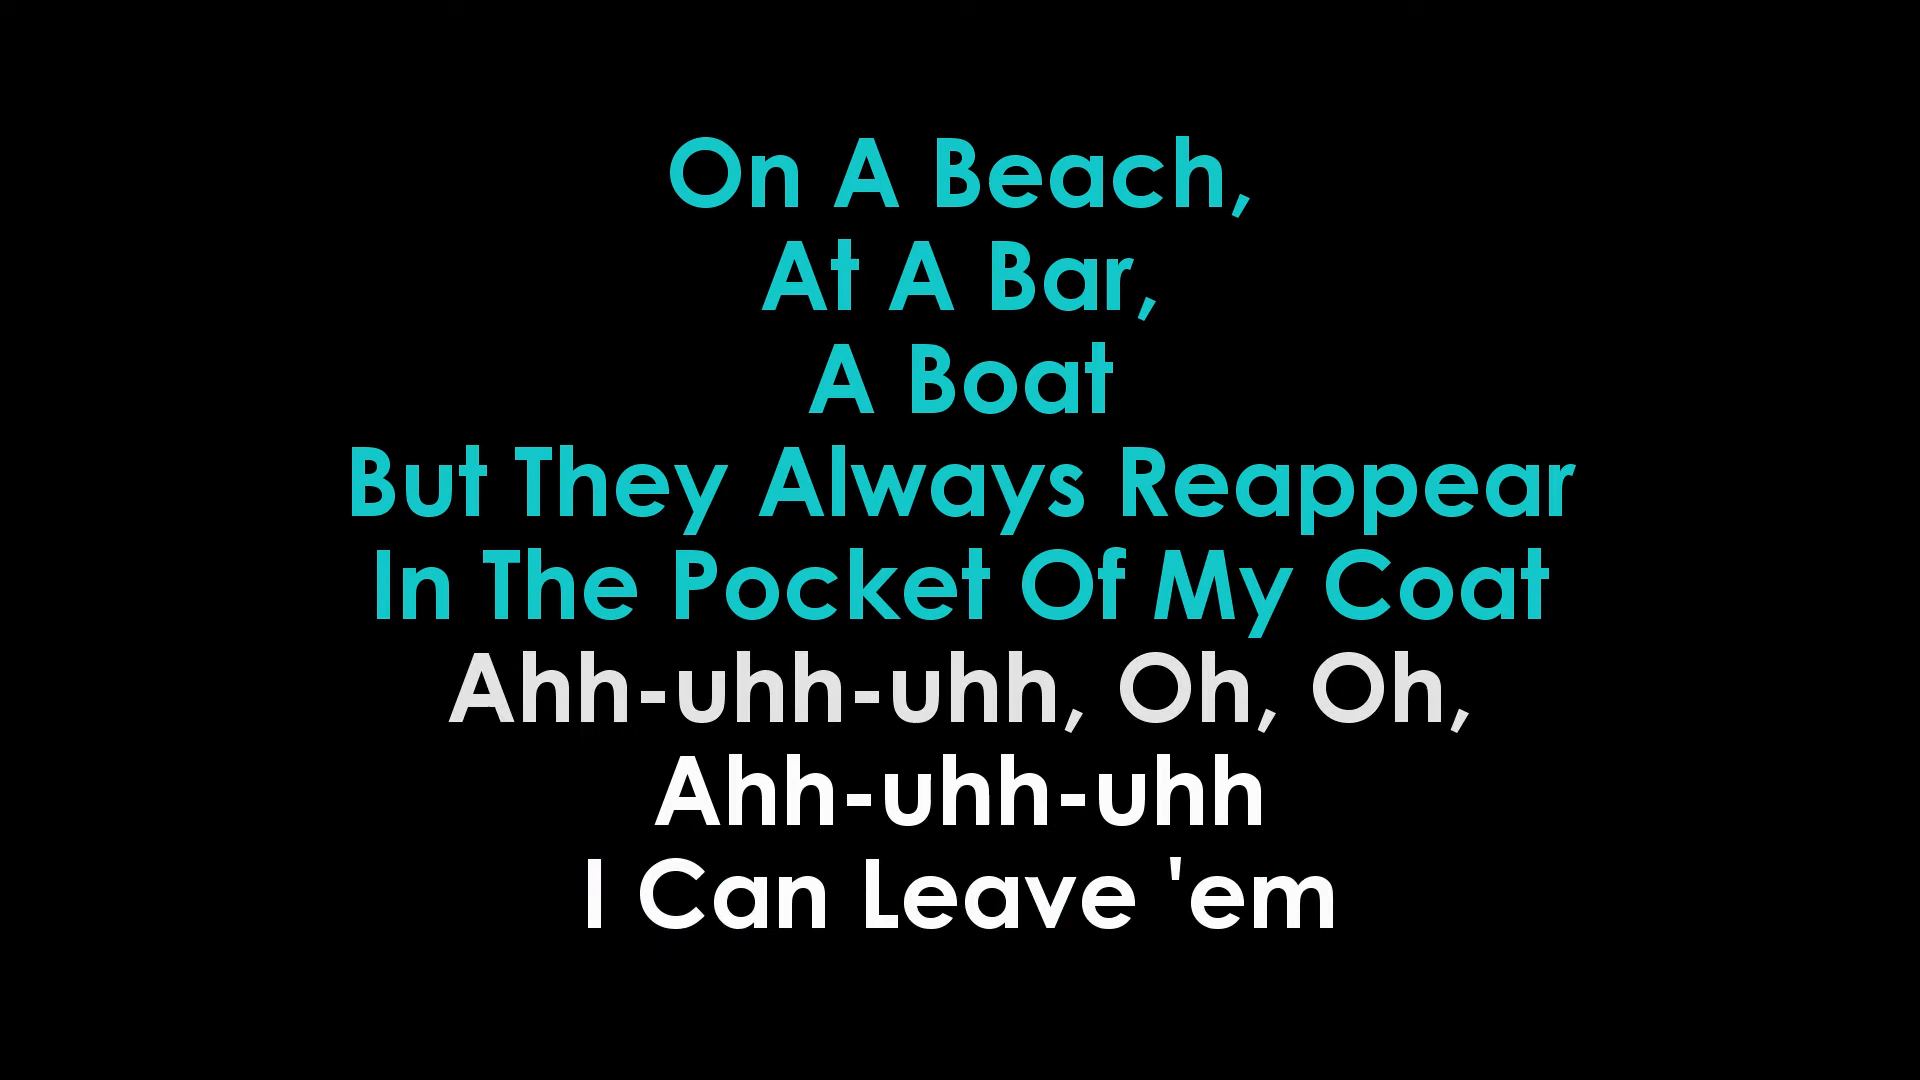 On A Beach,
At A Bar,
A Boat
But They Always Reappear
In The Pocket Of My Coat
Ahh-uhh-uhh, Oh, Oh,
Ahh-uhh-uhh
I Can Leave 'em